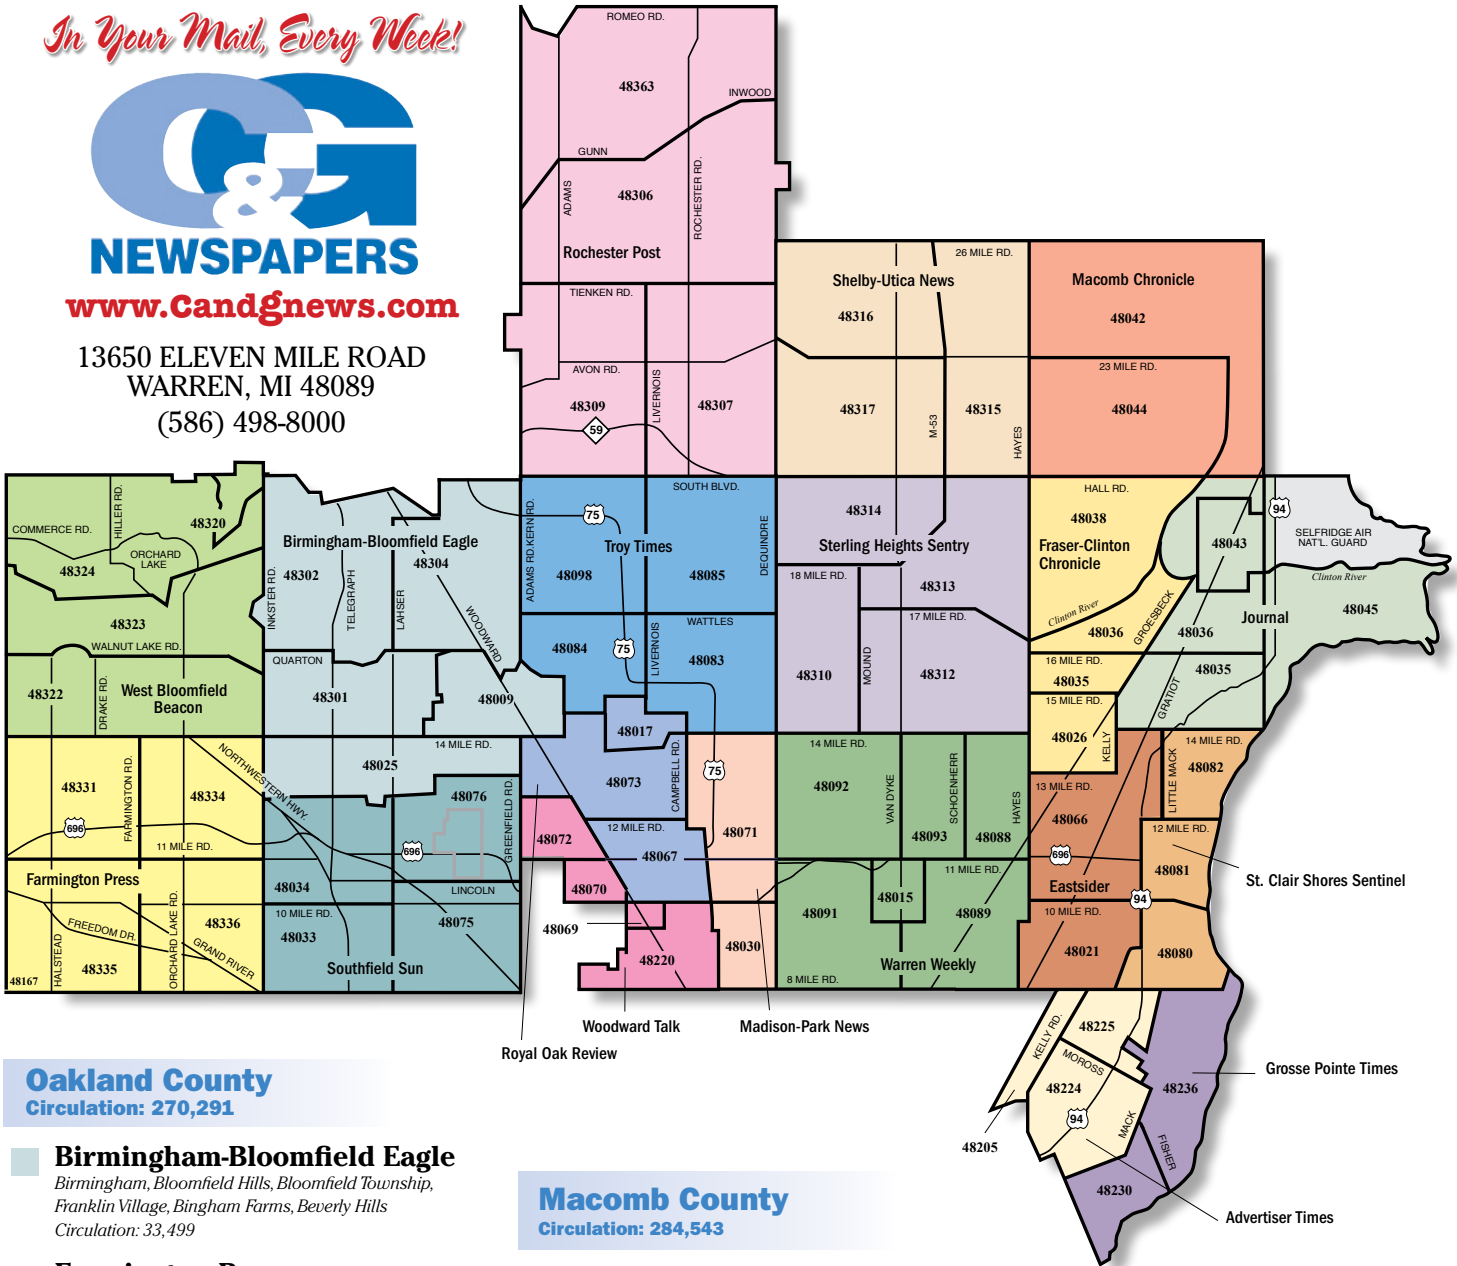 In Your Mail, Every Week!
C&G
NEWSPAPERS
www.Candgnews.com
13650 ELEVEN MILE ROAD
WARREN, MI 48089
(586) 498-8000
ROMEO RD.
48363
INWOOD
GUNN
ADAMS
48306
ROCHESTER RD.
Rochester Post
TIENKEN RD.
AVON RD.
LIVERNOIS
48309
48307
59
26 MILE RD.
Shelby-Utica News
48316
48317
M-53
48315
HAYES
Macomb Chronicle
48042
23 MILE RD.
48044
COMMERCE RD.
HILLER RD.
48320
ORCHARD
LAKE
48324
48323
WALNUT LAKE RD.
48322
DRAKE RD.
West Bloomfield
Beacon
Birmingham-Bloomfield Eagle
48302
48304
INKSTER RD.
TELEGRAPH
LAHSER
WOODWARD
QUARTON
48301
48009
14 MILE RD.
48025
SOUTH BLVD.
ADAMS RD.
KERN RD.
75
Troy Times
DEQUINDRE
48098
48085
WATTLES
48084
75
LIVERNOIS
48083
48314
Sterling Heights Sentry
18 MILE RD.
48313
17 MILE RD.
48310
MOUND
48312
HALL RD.
48038
Fraser-Clinton
Chronicle
Clinton River
48036
GROESBECK
16 MILE RD.
48035
15 MILE RD.
48026
KELLY
94
SELFRIDGE AIR
NAT'L. GUARD
48043
Clinton River
48045
Journal
48036
48035
GRATIOT
48331
FARMINGTON RD.
48334
NORTHWESTERN HWY.
696
11 MILE RD.
Farmington Press
FREEDOM DR.
HALSTEAD
48335
ORCHARD LAKE RD.
48336
GRAND RIVER
48167
48076
GREENFIELD RD.
696
48034
LINCOLN
10 MILE RD.
48033
48075
Southfield Sun
48017
48073
CAMPBELL RD.
75
12 MILE RD.
48067
48071
48072
48070
48069
48220
48030
14 MILE RD.
48092
VAN DYKE
SCHOENHERR
HAYES
48093
48088
11 MILE RD.
48015
48091
48089
Warren Weekly
8 MILE RD.
13 MILE RD.
48066
696
Eastsider
10 MILE RD.
48021
14 MILE RD.
LITTLE MACK
48082
12 MILE RD.
48081
94
48080
St. Clair Shores Sentinel
Woodward Talk
Madison-Park News
Royal Oak Review
KELLY RD.
48225
MOROSS
48224
94
MACK
48236
FISHER
48205
48230
Grosse Pointe Times
Advertiser Times
Oakland County
Circulation: 270,291
Birmingham-Bloomfield Eagle
Birmingham, Bloomfield Hills, Bloomfield Township,
Franklin Village, Bingham Farms, Beverly Hills
Circulation: 33,499
Macomb County
Circulation: 284,543